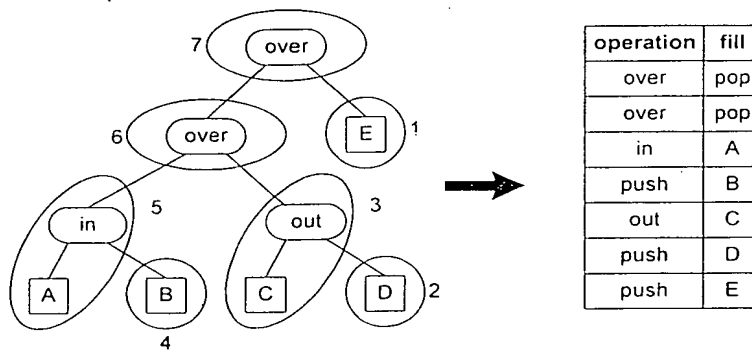 7
over
6
over
E
1
in
5
out
3
A
B
C
D
2
4
operation fill
over pop
over pop
in A
push B
out C
push D
push E